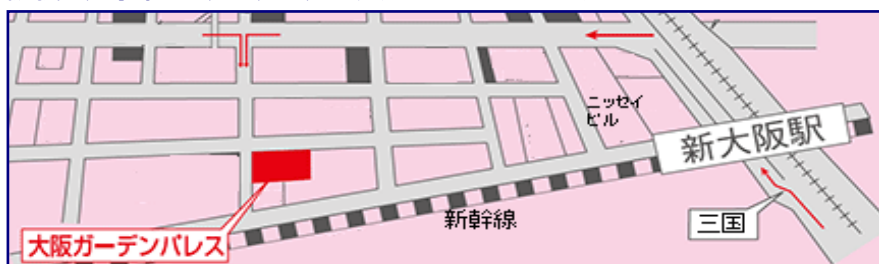 ニッセイ
ビル
新大阪駅
新幹線
三国
大阪ガーデンパレス